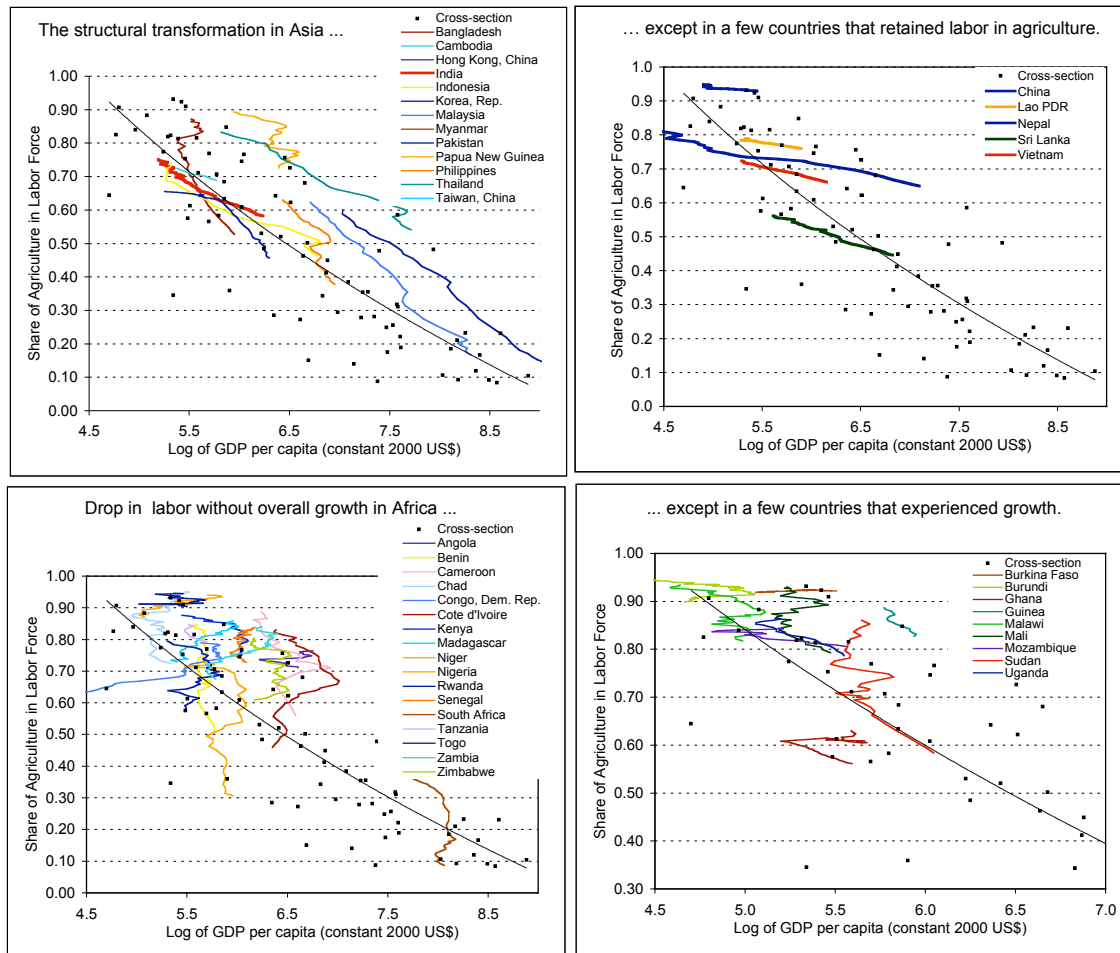 The structural transformation in Asia ...
Cross-section
Bangladesh
Cambodia
Hong Kong, China
India
Indonesia
Korea, Rep.
Malaysia
Myanmar
Pakistan
Papua New Guinea
Philippines
Thailand
Taiwan, China
Share of Agriculture in Labor Force
1.00
0.90
0.80
0.70
0.60
0.50
0.40
0.30
0.20
0.10
0.00
4.5 5.5 6.5 7.5 8.5
Log of GDP per capita (constant 2000 US$)
... except in a few countries that retained labor in agriculture.
Cross-section
China
Lao PDR
Nepal
Sri Lanka
Vietnam
Share of Agriculture in Labor Force
1
0.9
0.8
0.7
0.6
0.5
0.4
0.3
0.2
0.1
0
4.5 5.5 6.5 7.5 8.5
Log of GDP per capita (constant 2000 US$)
Drop in labor without overall growth in Africa ...
Cross-section
Angola
Benin
Cameroon
Chad
Congo, Dem. Rep.
Cote d'Ivoire
Kenya
Madagascar
Niger
Nigeria
Rwanda
Senegal
South Africa
Tanzania
Togo
Zambia
Zimbabwe
Share of Agriculture in Labor Force
1.00
0.90
0.80
0.70
0.60
0.50
0.40
0.30
0.20
0.10
0.00
4.5 5.5 6.5 7.5 8.5
Log of GDP per capita (constant 2000 US$)
... except in a few countries that experienced growth.
Cross-section
Burkina Faso
Burundi
Ghana
Guinea
Malawi
Mali
Mozambique
Sudan
Uganda
Share of Agriculture in Labor Force
1.00
0.90
0.80
0.70
0.60
0.50
0.40
0.30
4.5 5.0 5.5 6.0 6.5 7.0
Log of GDP per capita (constant 2000 US$)